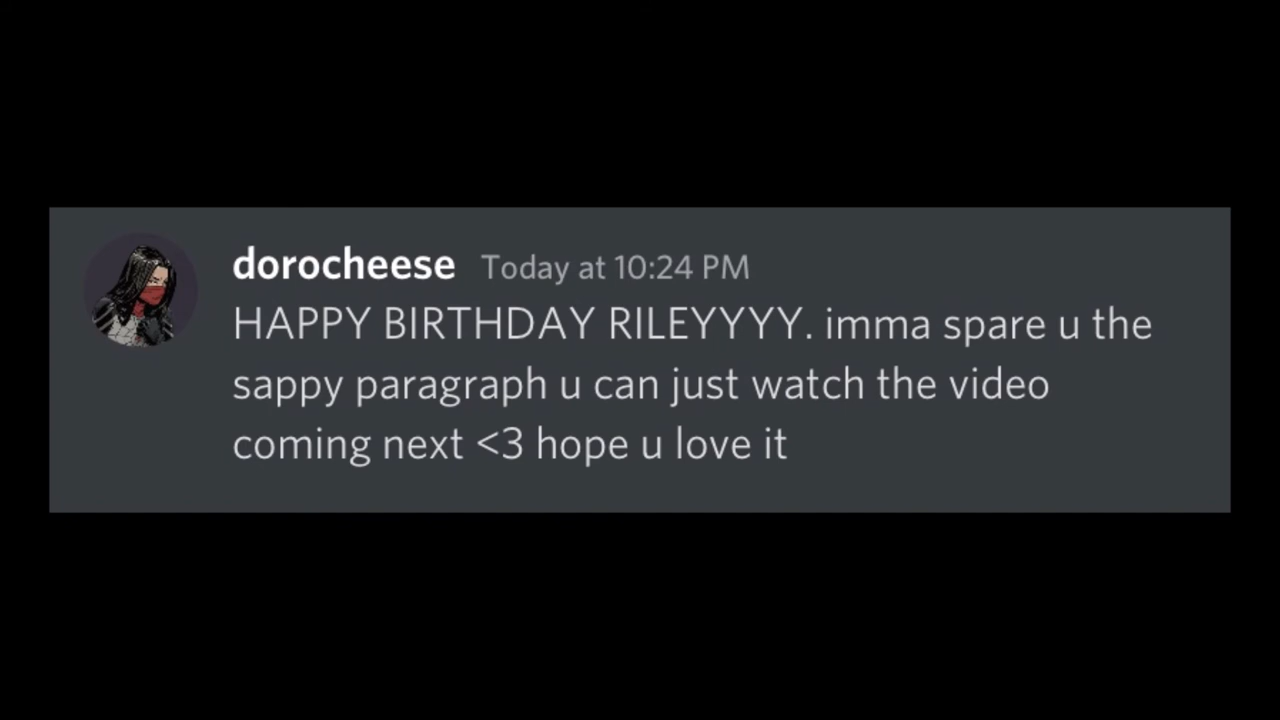 dorocheese Today at 10:24 PM
HAPPY BIRTHDAY RILEYYYY. imma spare u the
sappy paragraph u can just watch the video
coming next <3 hope u love it